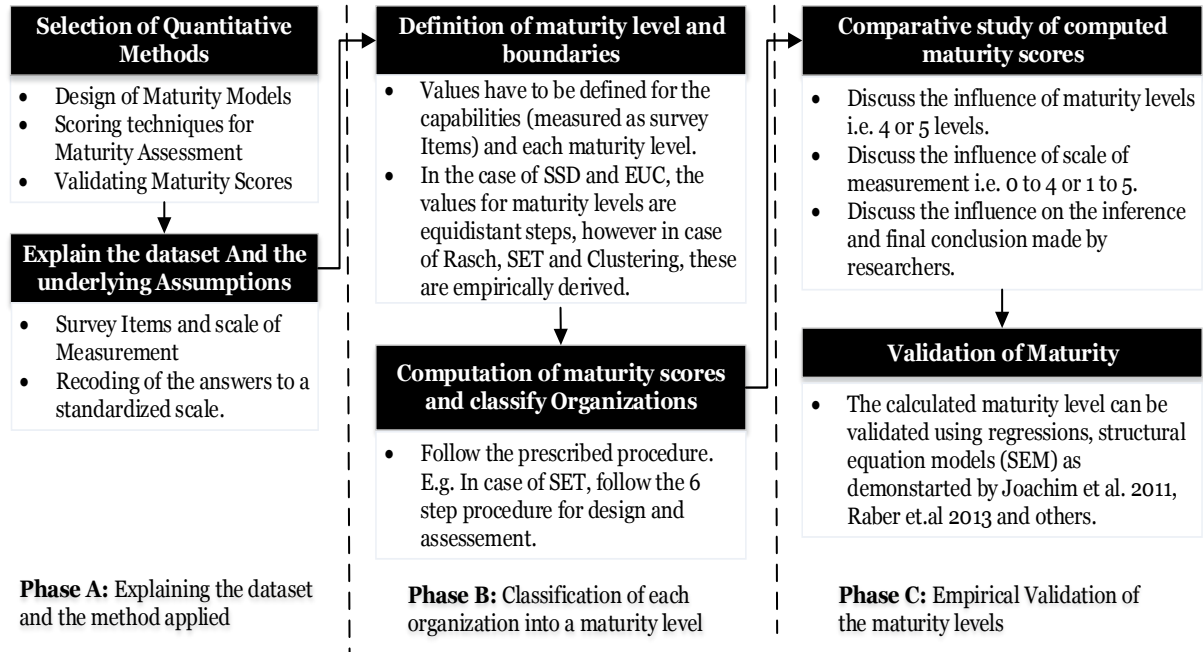 Selection of Quantitative
Methods
• Design of Maturity Models
• Scoring techniques for
Maturity Assessment
• Validating Maturity Scores
Explain the dataset And the
underlying Assumptions
• Survey Items and scale of
Measurement
• Recoding of the answers to a
standardized scale.
Phase A: Explaining the dataset
and the method applied
Definition of maturity level and
boundaries
• Values have to be defined for the
capabilities (measured as survey
Items) and each maturity level.
• In the case of SSD and EUC, the
values for maturity levels are
equidistant steps, however in case
of Rasch, SET and Clustering, these
are empirically derived.
Computation of maturity scores
and classify Organizations
• Follow the prescribed procedure.
E.g. In case of SET, follow the 6
step procedure for design and
assessement.
Phase B: Classification of each
organization into a maturity level
Comparative study of computed
maturity scores
• Discuss the influence of maturity levels
i.e. 4 or 5 levels.
• Discuss the influence of scale of
measurement i.e. 0 to 4 or 1 to 5.
• Discuss the influence on the inference
and final conclusion made by
researchers.
Validation of Maturity
• The calculated maturity level can be
validated using regressions, structural
equation models (SEM) as
demonstarted by Joachim et al. 2011,
Raber et.al 2013 and others.
Phase C: Empirical Validation of
the maturity levels